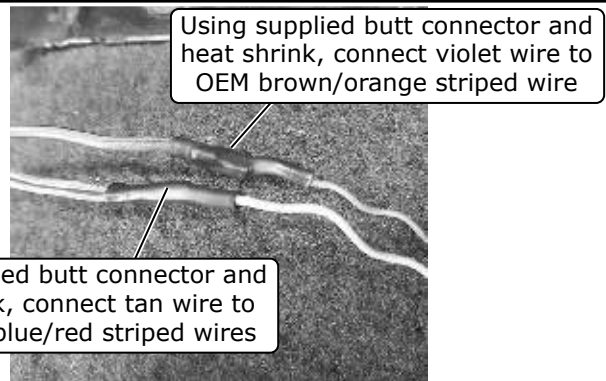 Using supplied butt connector and
heat shrink, connect violet wire to
OEM brown/orange striped wire
butt connector and
connect tan wire to
blue/red striped wires